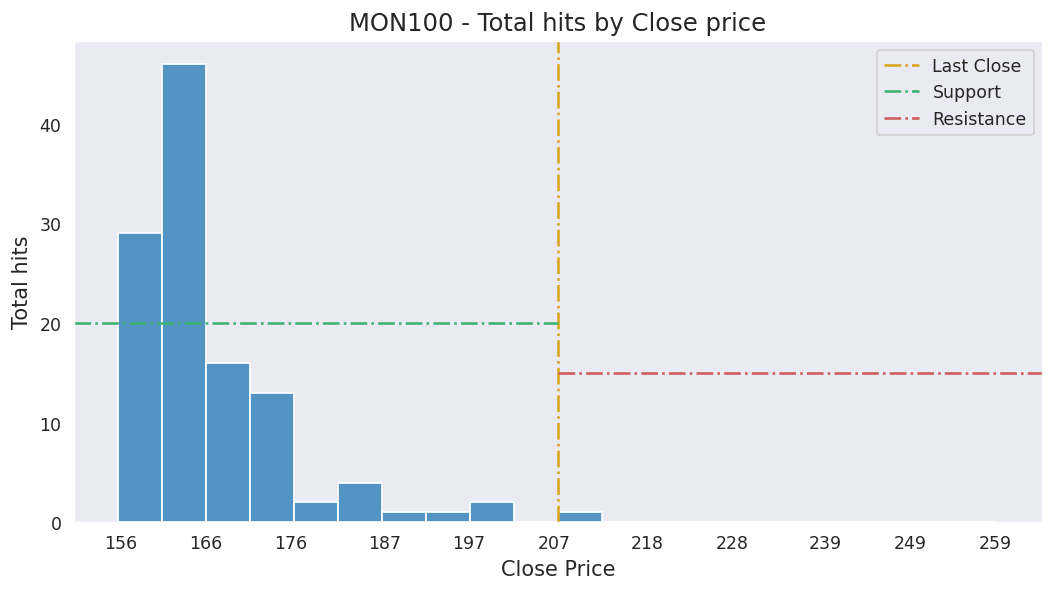 MON100 - Total hits by Close price
Last Close
Support
Resistance
Total hits
40
30
20
10
0
156 166 176 187 197 207 218 228 239 249 259
Close Price